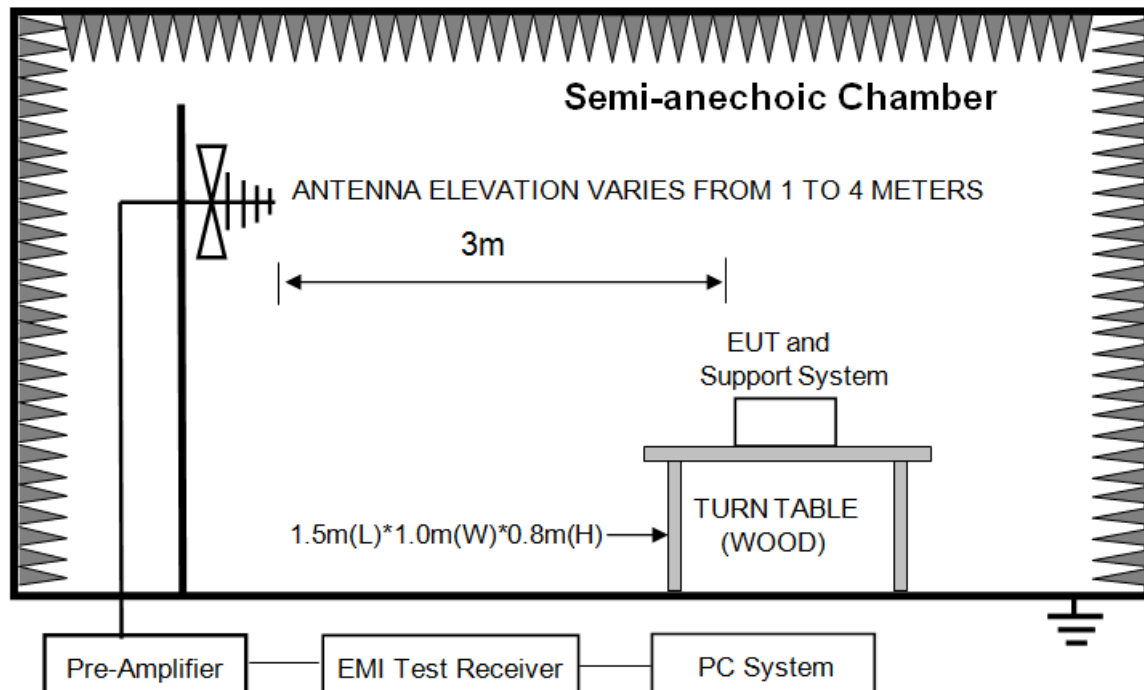 Semi-anechoic Chamber
ANTENNA ELEVATION VARIES FROM 1 TO 4 METERS
3m
EUT and
Support System
1.5m(L)*1.0m(W)*0.8m(H)
TURN TABLE
(WOOD)
Pre-Amplifier
EMI Test Receiver
PC System